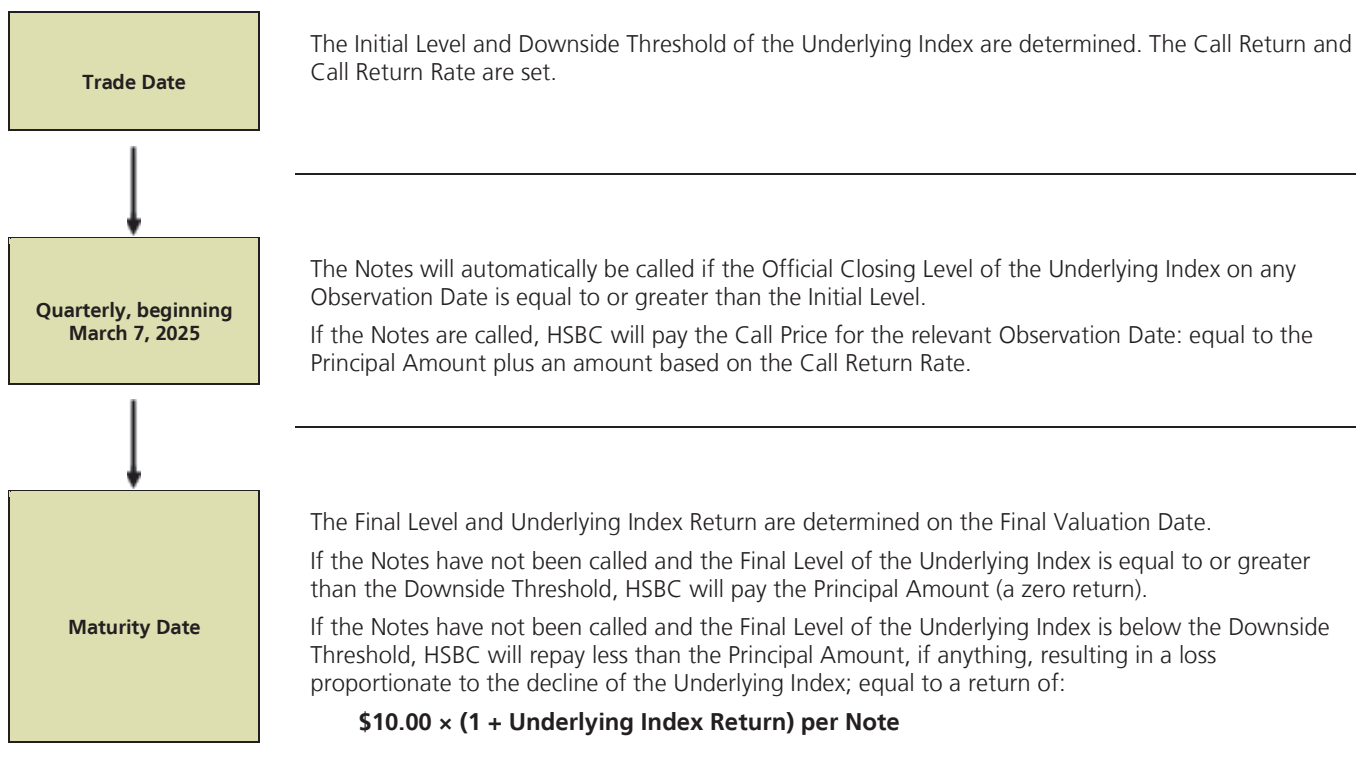 Trade Date
The Initial Level and Downside Threshold of the Underlying Index are determined. The Call Return and
Call Return Rate are set.
Quarterly, beginning
March 7, 2025
The Notes will automatically be called if the Official Closing Level of the Underlying Index on any
Observation Date is equal to or greater than the Initial Level.
If the Notes are called, HSBC will pay the Call Price for the relevant Observation Date: equal to the
Principal Amount plus an amount based on the Call Return Rate.
Maturity Date
The Final Level and Underlying Index Return are determined on the Final Valuation Date.
If the Notes have not been called and the Final Level of the Underlying Index is equal to or greater
than the Downside Threshold, HSBC will pay the Principal Amount (a zero return).
If the Notes have not been called and the Final Level of the Underlying Index is below the Downside
Threshold, HSBC will repay less than the Principal Amount, if anything, resulting in a loss
proportionate to the decline of the Underlying Index; equal to a return of:
$10.00 × (1 + Underlying Index Return) per Note